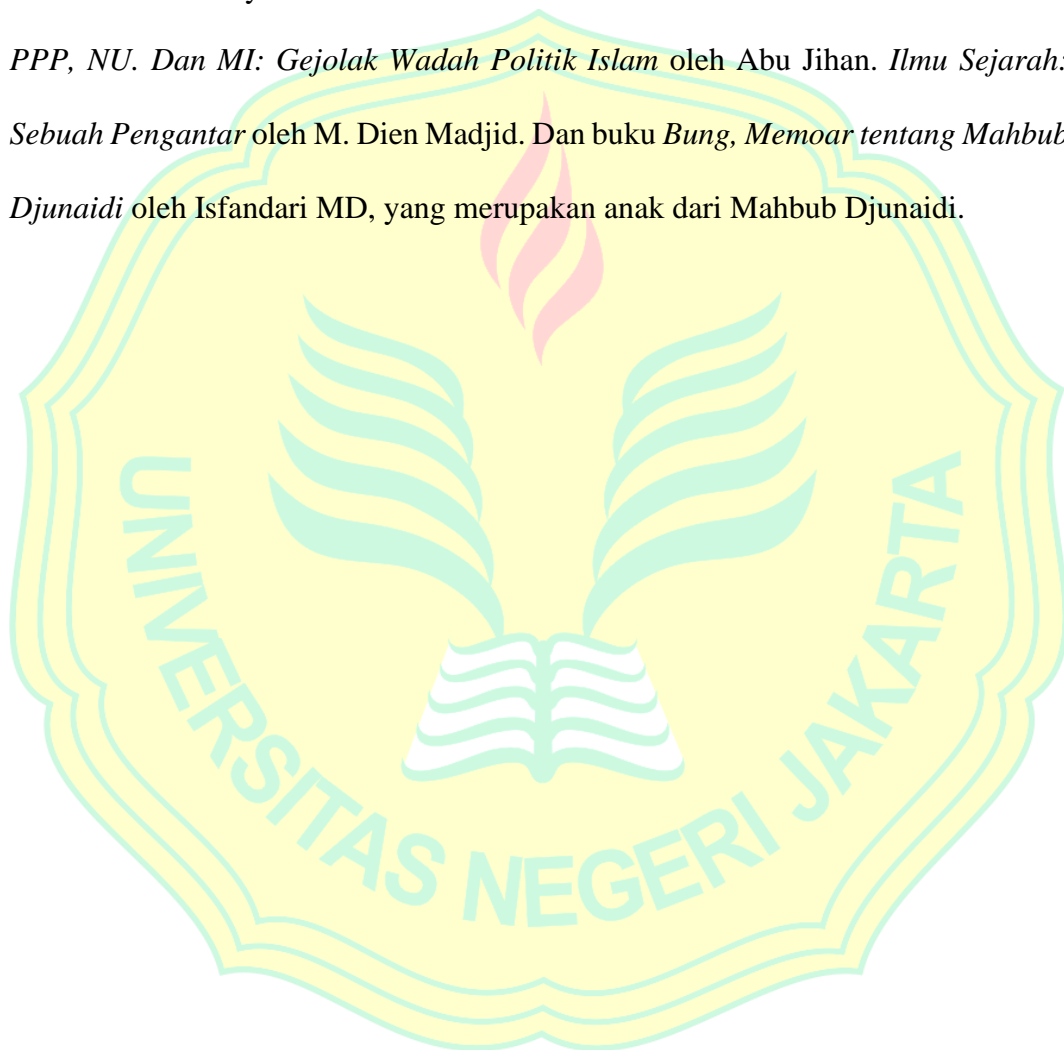 PPP, NU. Dan MI: Gejolak Wadah Politik Islam oleh Abu Jihan. Ilmu Sejarah:
Sebuah Pengantar oleh M. Dien Madjid. Dan buku Bung, Memoar tentang Mahbub
Djunaidi oleh Isfandari MD, yang merupakan anak dari Mahbub Djunaidi.
UNIVERSITAS NEGERI JAKARTA